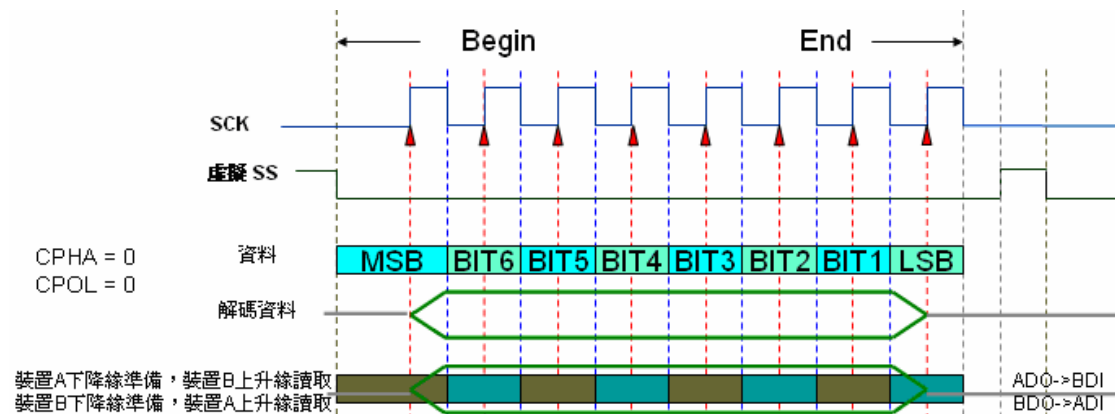 Begin
End
SCK
虛擬 SS
CPHA = 0
CPOL = 0
資料
MSB
BIT6
BIT5
BIT4
BIT3
BIT2
BIT1
LSB
解碼資料
裝置A下降緣準備，裝置B上升緣讀取
裝置B下降緣準備，裝置A上升緣讀取
ADO->BDI
BDO->ADI